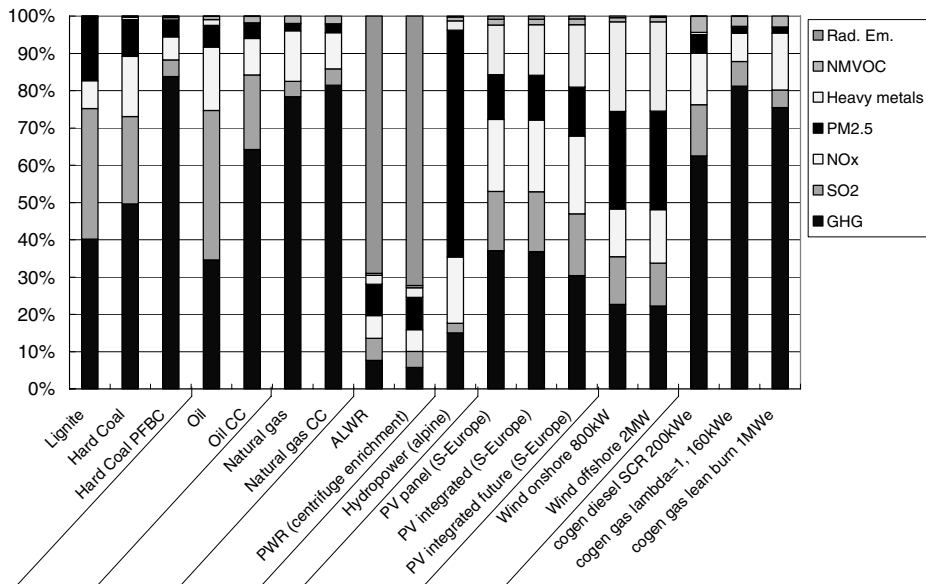 100%
90%
80%
70%
60%
50%
40%
30%
20%
10%
0%
Rad. Em.
NMVOC
Heavy metals
PM2.5
NOx
SO2
GHG
Lignite
Hard Coal
Hard Coal PFBC
Oil
Oil CC
Natural gas
Natural gas CC
ALWR
PWR (centrifuge enrichment)
Hydropower (alpine)
PV panel (S-Europe)
PV integrated (S-Europe)
PV integrated future (S-Europe)
Wind onshore 800kW
Wind offshore 2MW
cogen diesel SCR 200kWe
cogen gas lambda=1, 160kWe
cogen gas lean burn 1MWe